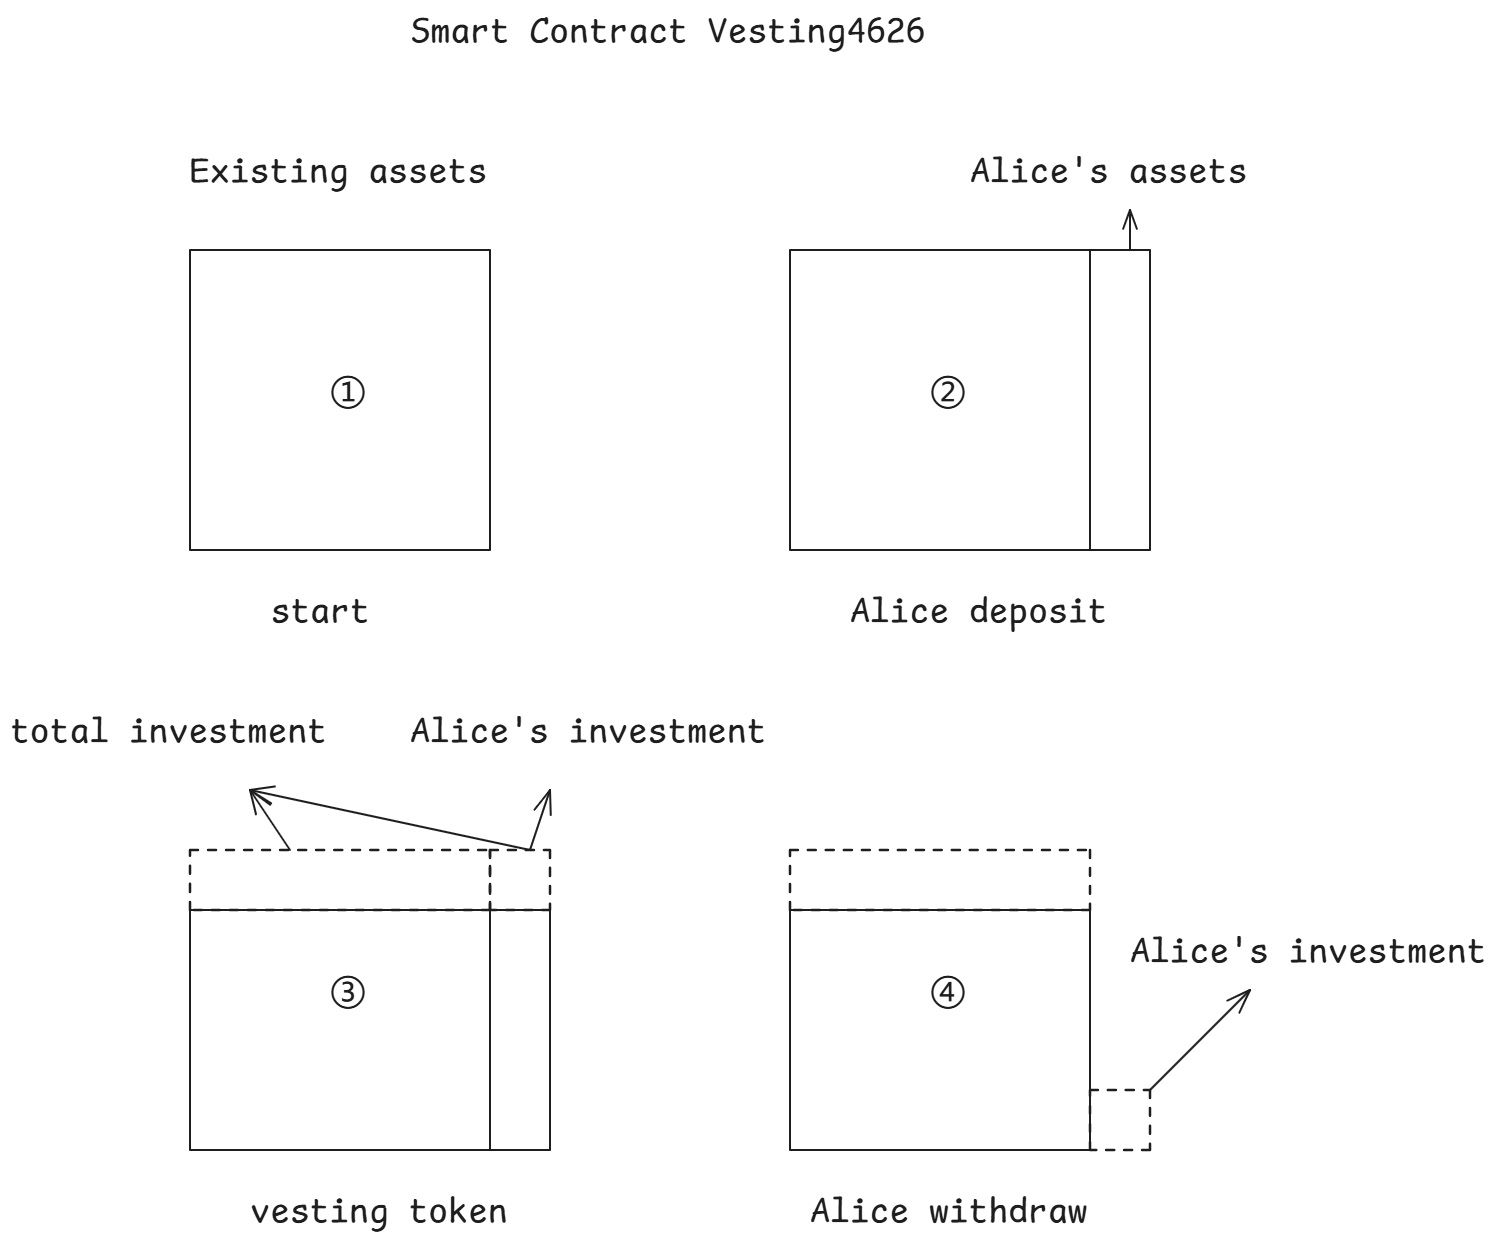 Smart Contract Vesting4626
Existing assets
Alice's assets
①
②
start
Alice deposit
total investment
Alice's investment
③
④
Alice's investment
vesting token
Alice withdraw